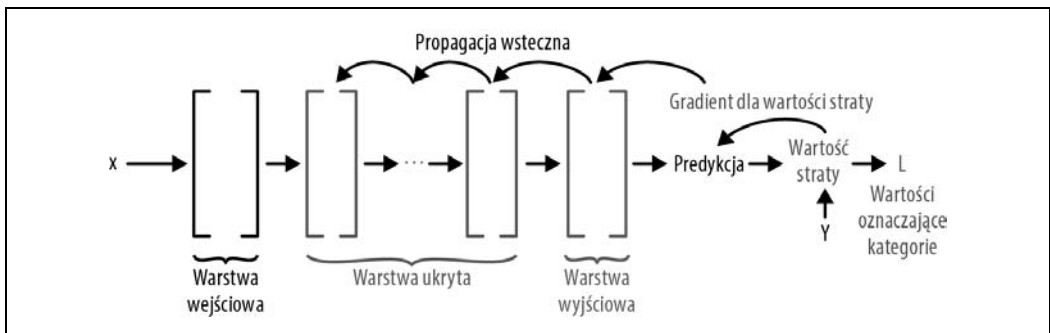 Propagacja wsteczna
Gradient dla wartości straty
x
...
Predykcja
Wartość
straty
L
Y
Wartości
oznaczające
kategorie
Warstwa
wejściowa
Warstwa ukryta
Warstwa
wyjściowa